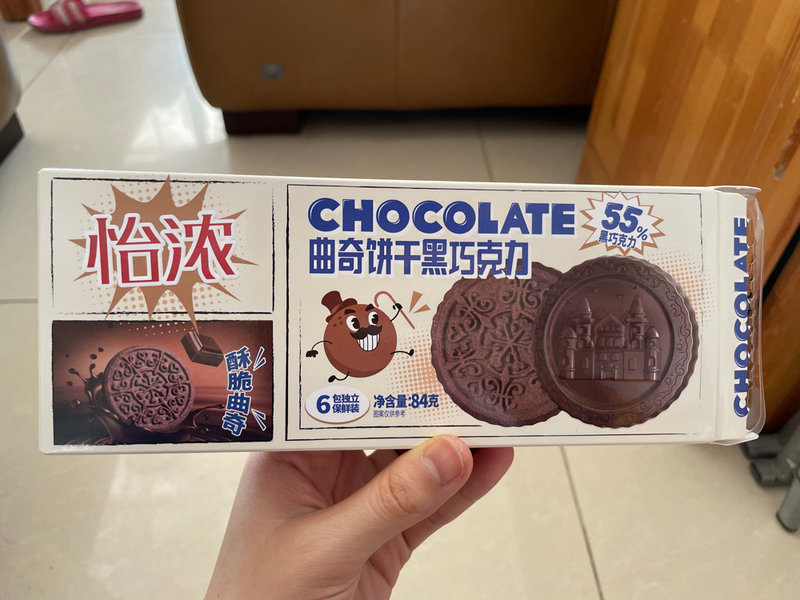 怡浓
酥脆曲奇
CHOCOLATE
曲奇饼干黑巧克力
55%
黑巧克力
6包独立
保鲜装
净含量:84克
图案仅供参考
CHOCOLATE